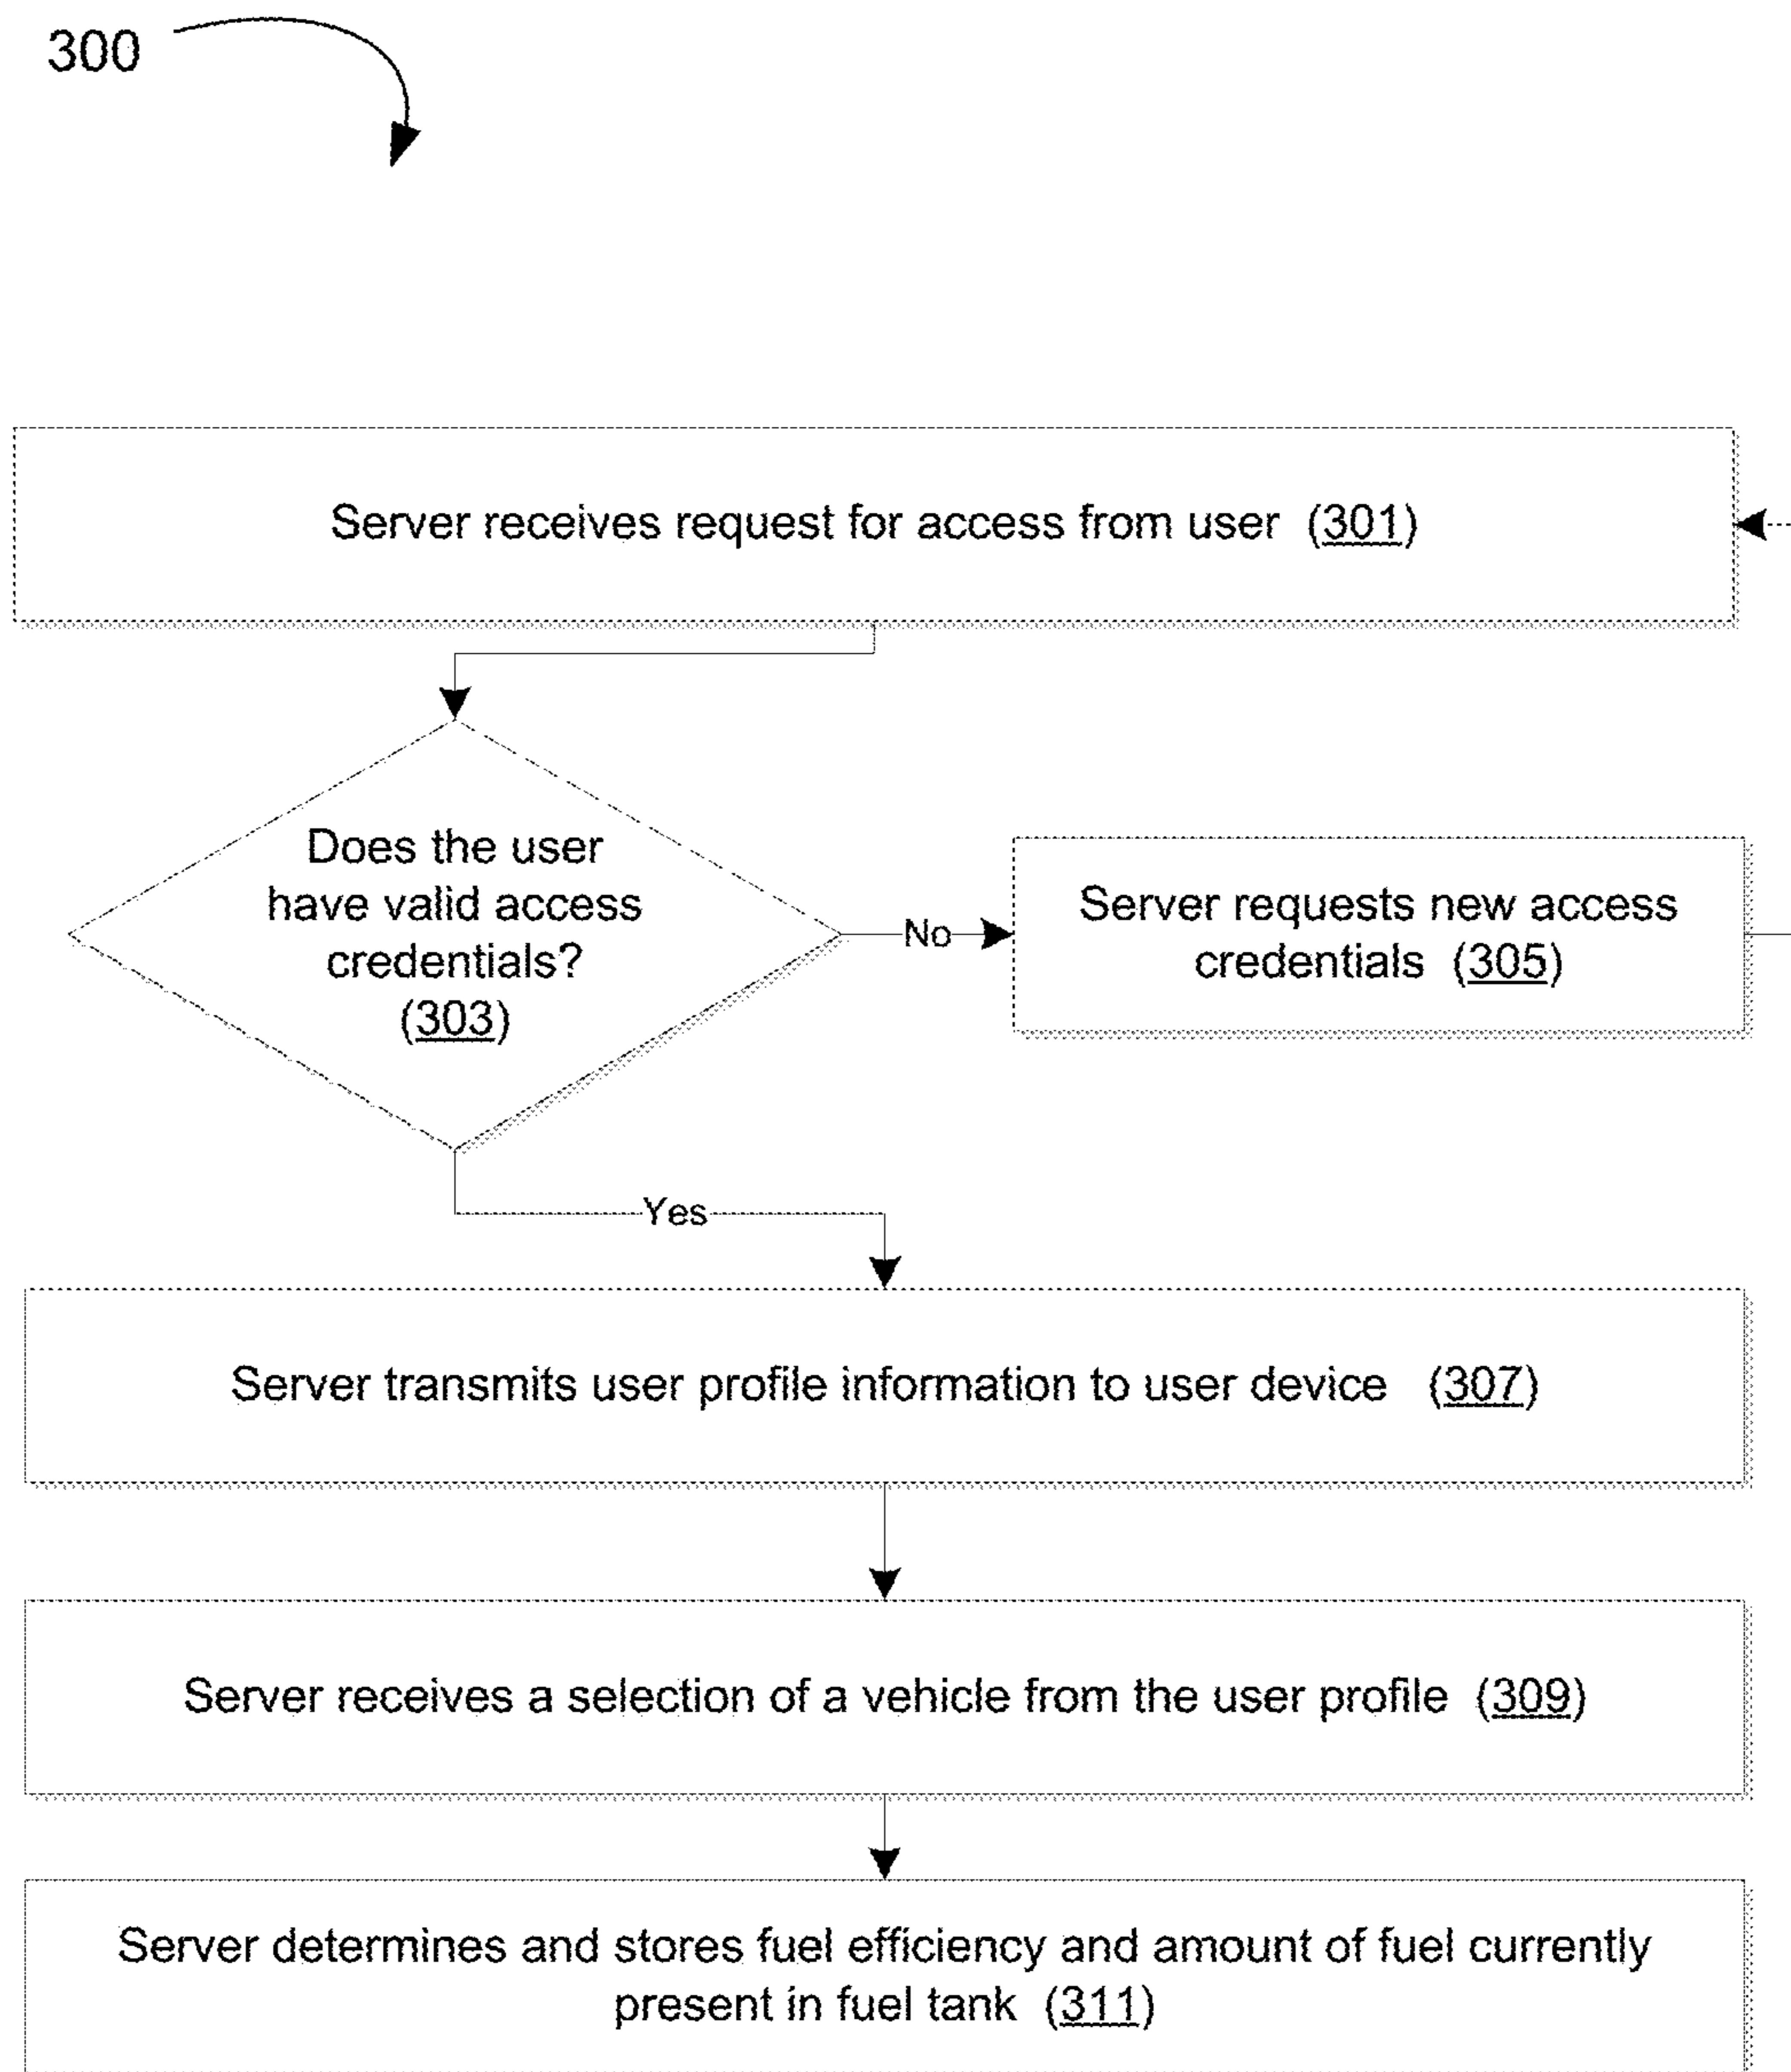 300
Server receives request for access from user (301)
Does the user
have valid access
credentials?
(303)
No
Server requests new access
credentials (305)
Yes
Server transmits user profile information to user device (307)
Server receives a selection of a vehicle from the user profile (309)
Server determines and stores fuel efficiency and amount of fuel currently
present in fuel tank (311)